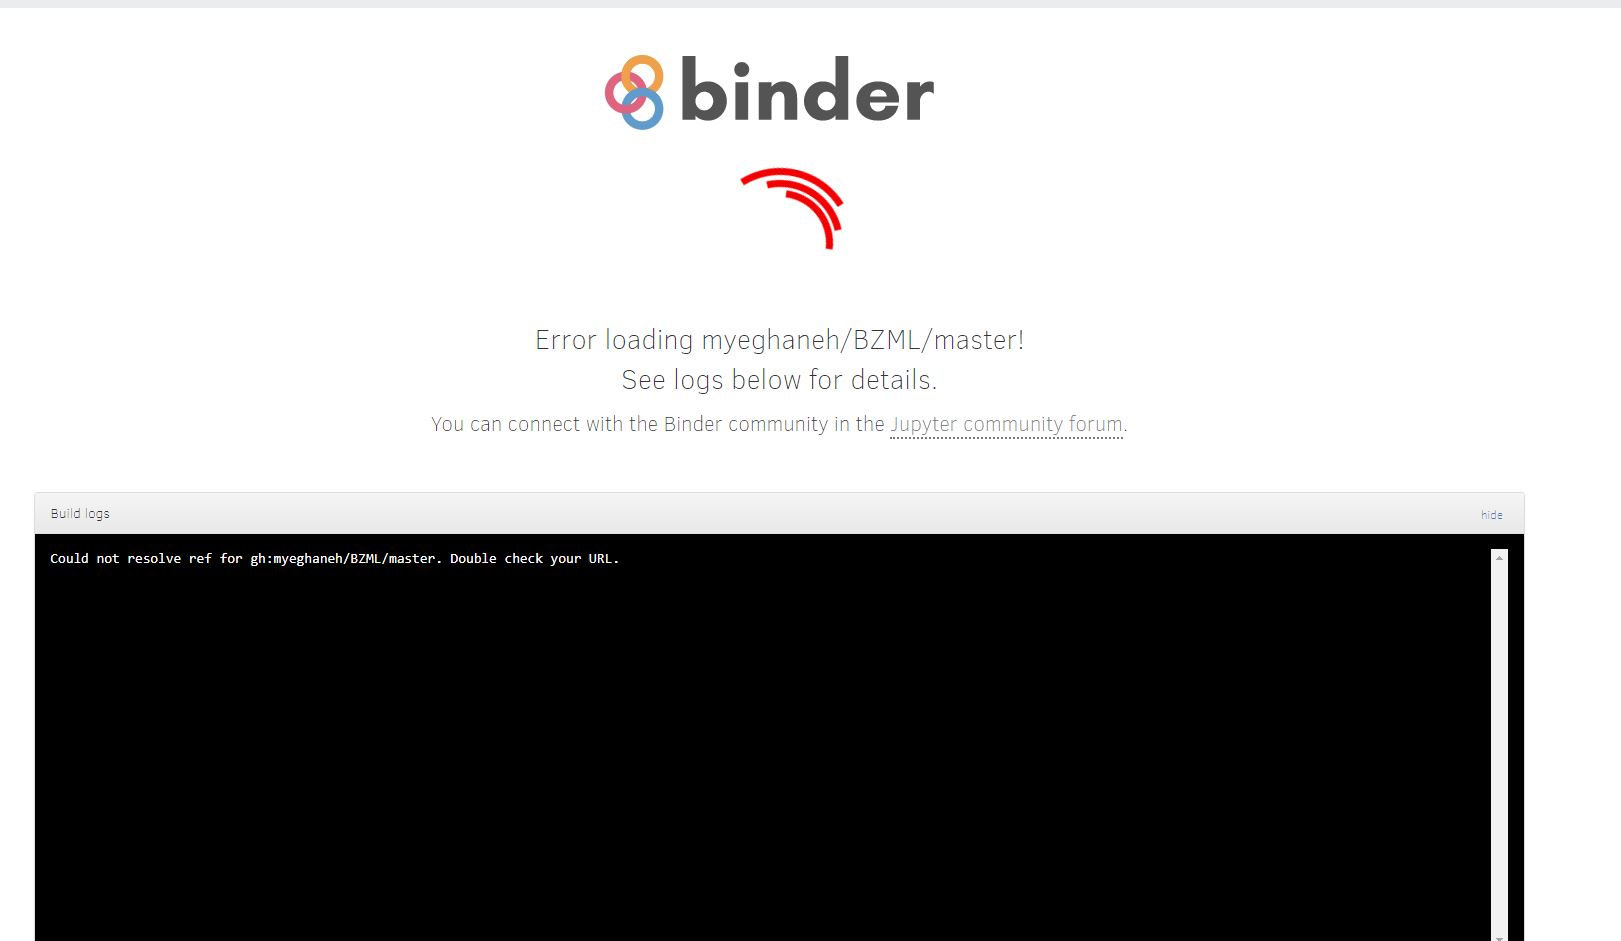 binder
Error loading myeghaneh/BZML/master!
See logs below for details.
You can connect with the Binder community in the Jupyter community forum.
Build logs
hide
Could not resolve ref for gh:myeghaneh/BZML/master. Double check your URL.